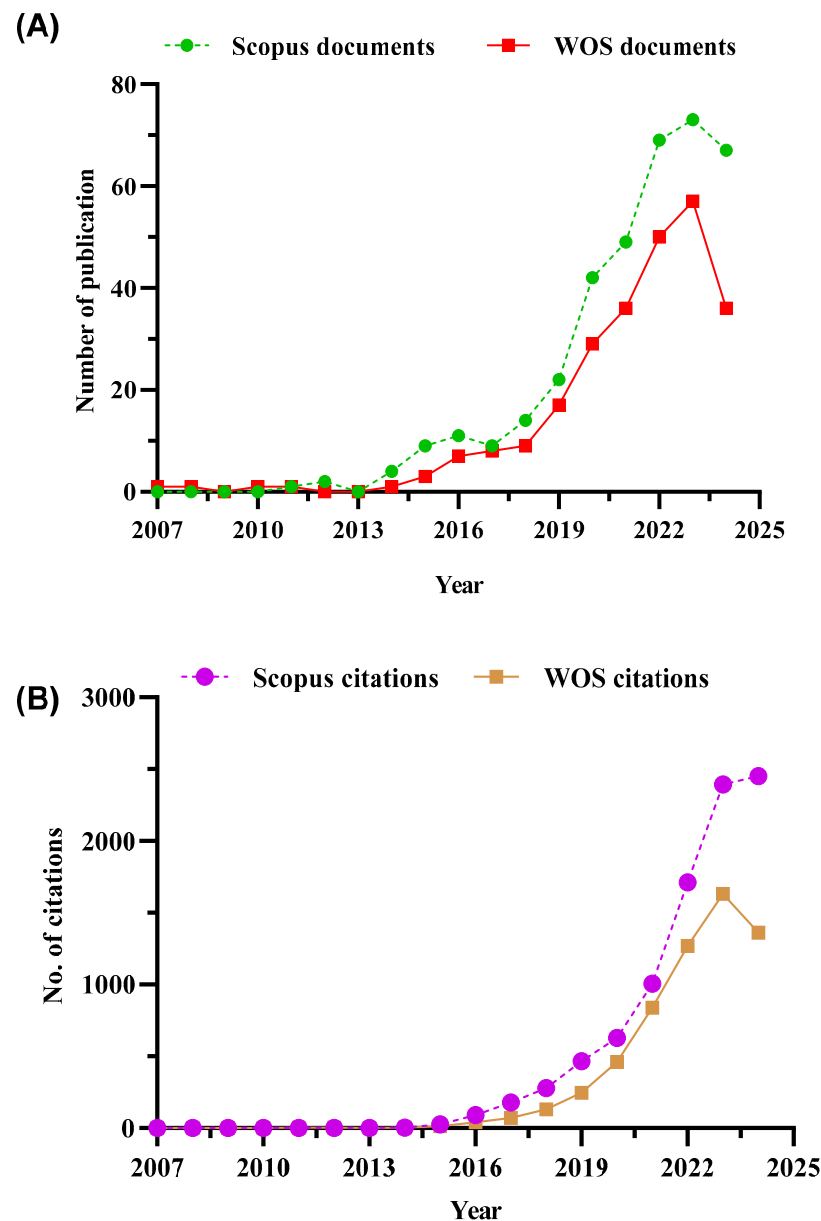 (A)
Scopus documents WOS documents
80
60
40
20
0
Number of publication
2007 2010 2013 2016 2019 2022 2025
Year
(B)
Scopus citations WOS citations
3000
2000
1000
0
No. of citations
2007 2010 2013 2016 2019 2022 2025
Year